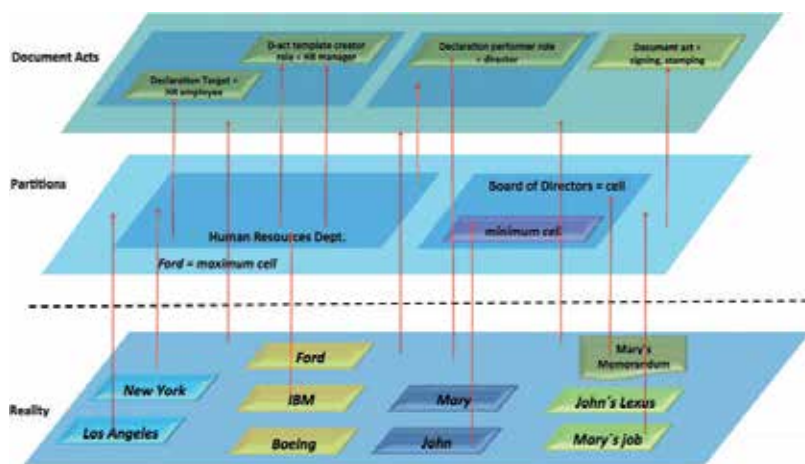 Document Acts
D-act template creator
role = HR manager
Declaration performer role
= director
Document act =
signing, stamping
Declaration Target =
HR employee
Partitions
Board of Directors = cell
Human Resources Dept.
minimum cell
Ford = maximum cell
Reality
Ford
Mary's
Memorandum
New York
IBM
Mary
John´s Lexus
Los Angeles
Boeing
John
Mary´s job